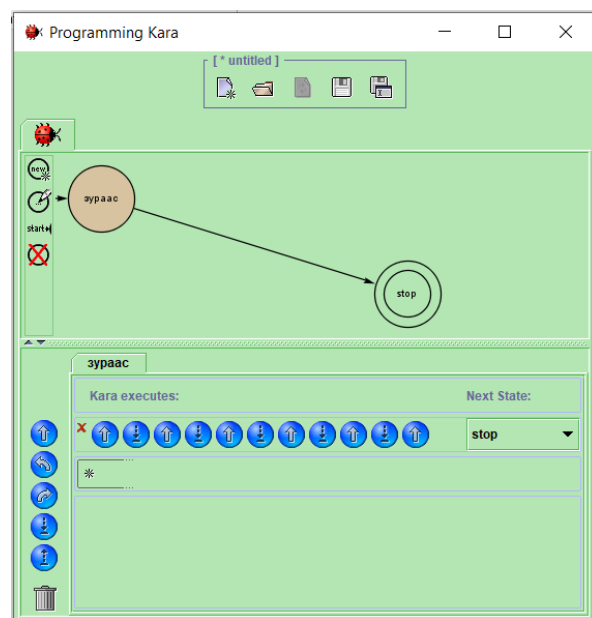 Programming Kara
[ * untitled ]
new
зураас
start
stop
зураас
Kara executes:
Next State:
stop